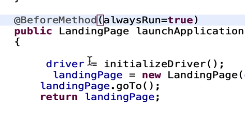 @BeforeMethod(alwaysRun=true)
public LandingPage launchApplication
{
driver = initializeDriver();
landingPage = new LandingPage(
landingPage.goTo();
return landingPage;